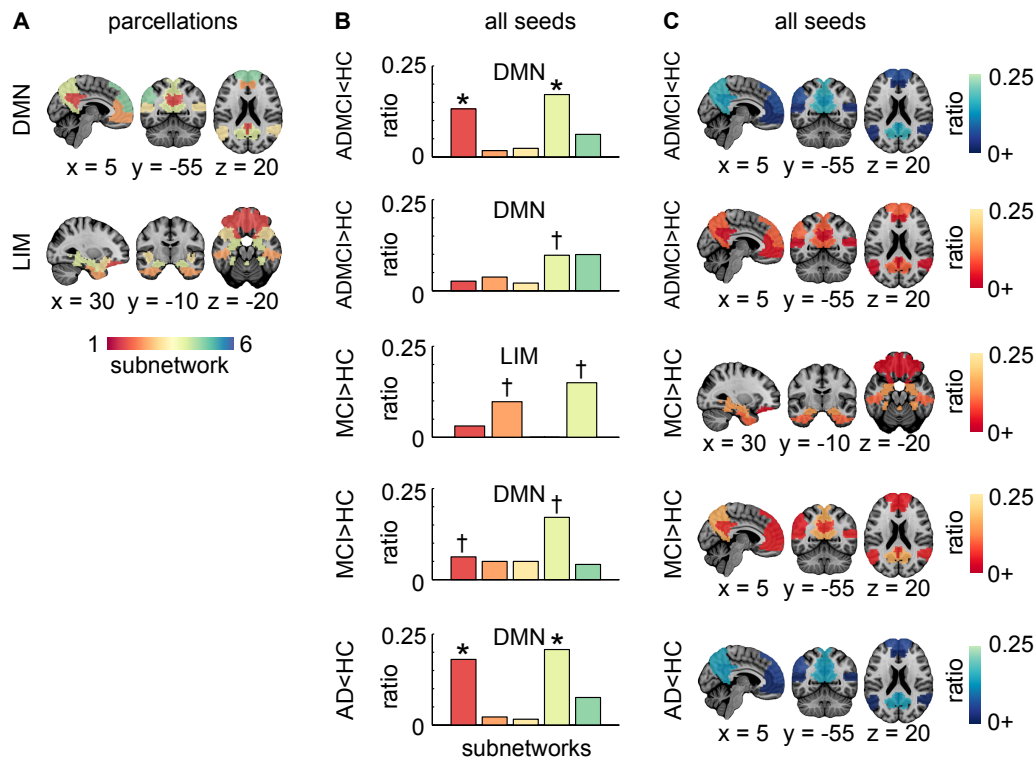 A parcellations
DMN
x = 5 y = -55 z = 20
LIM
x = 30 y = -10 z = -20
1 6
subnetwork
B all seeds
ADMCI<HC
ratio
0.25
0
DMN
* *
ADMCI>HC
ratio
0.25
0
DMN
†
MCI>HC
ratio
0.25
0
LIM
† †
MCI>HC
ratio
0.25
0
DMN
† †
AD<HC
ratio
0.25
0
DMN
* *
subnetworks
C all seeds
ADMCI<HC
x = 5 y = -55 z = 20
0.25
ratio
0+
ADMCI>HC
x = 5 y = -55 z = 20
0.25
ratio
0+
MCI>HC
x = 30 y = -10 z = -20
0.25
ratio
0+
MCI>HC
x = 5 y = -55 z = 20
0.25
ratio
0+
AD<HC
x = 5 y = -55 z = 20
0.25
ratio
0+